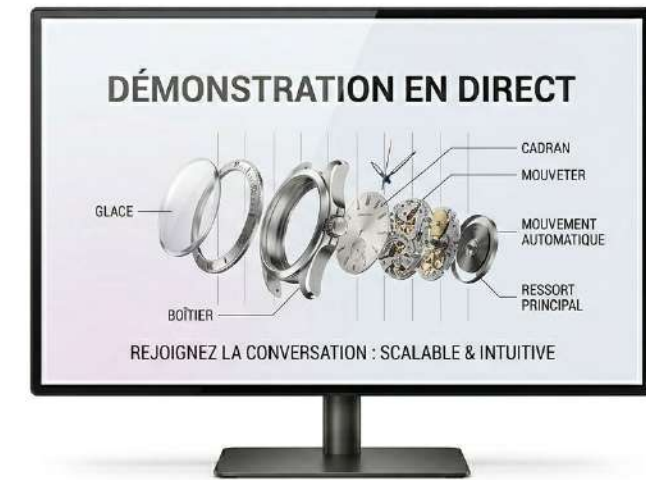 DÉMONSTRATION EN DIRECT
CADRAN
MOUVETER
GLACE
MOUVEMENT
AUTOMATIQUE
RESSORT
PRINCIPAL
BOÎTIER
REJOIGNEZ LA CONVERSATION : SCALABLE & INTUITIVE